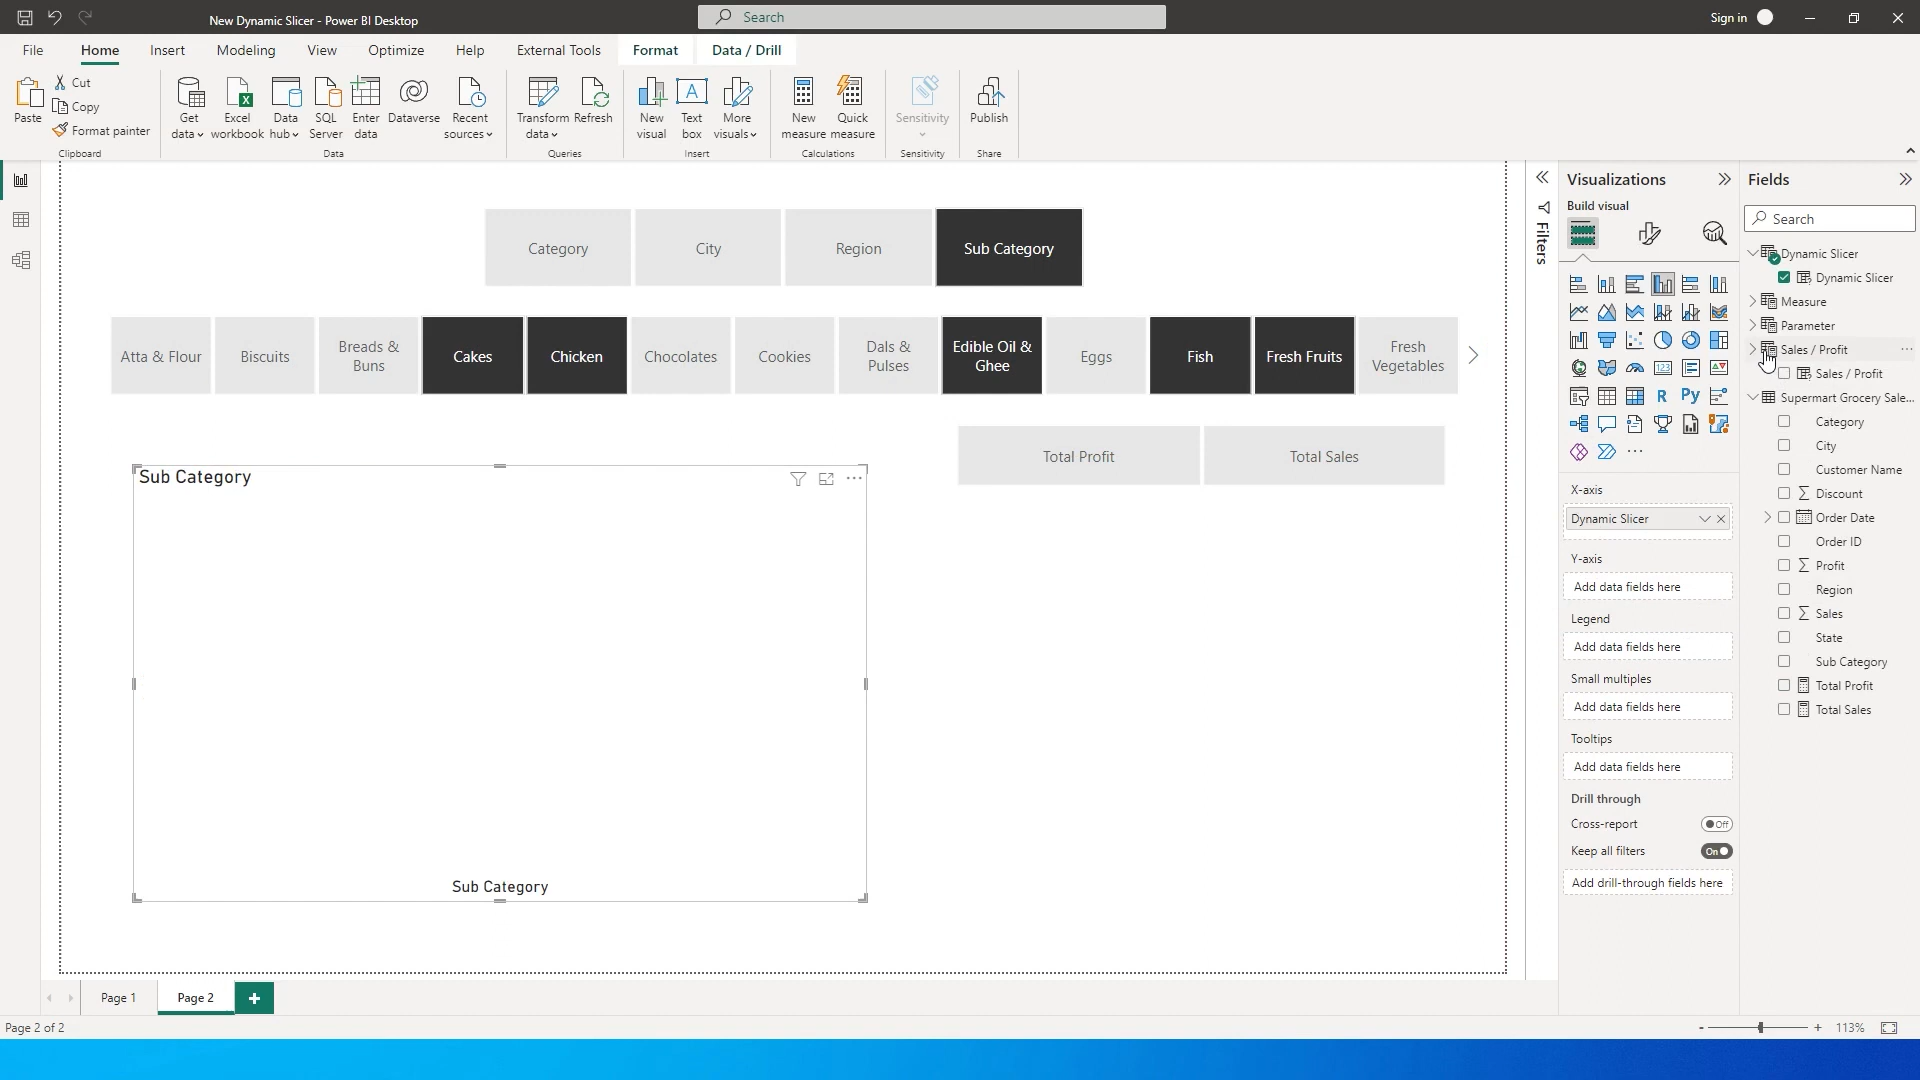 New Dynamic Slicer - Power BI Desktop
Search
Sign in
File
Home
Insert
Modeling
View
Optimize
Help
External Tools
Format
Data / Drill
Paste
Cut
Copy
Format painter
Get data
Excel workbook
Data hub
SQL Server
Enter data
Dataverse
Recent sources
Transform data
Refresh
New visual
Text box
More visuals
New measure
Quick measure
Sensitivity
Publish
Clipboard
Data
Queries
Insert
Calculations
Sensitivity
Share
Category
City
Region
Sub Category
Atta & Flour
Biscuits
Breads &
Buns
Cakes
Chicken
Chocolates
Cookies
Dals &
Pulses
Edible Oil &
Ghee
Eggs
Fish
Fresh Fruits
Fresh
Vegetables
Total Profit
Total Sales
Sub Category
Sub Category
Filters
Visualizations
Build visual
123
R
Py
X-axis
Dynamic Slicer
Y-axis
Add data fields here
Legend
Add data fields here
Small multiples
Add data fields here
Tooltips
Add data fields here
Drill through
Cross-report
Off
Keep all filters
On
Add drill-through fields here
Fields
Search
Dynamic Slicer
Dynamic Slicer
Measure
Parameter
Sales / Profit
Sales / Profit
Supermart Grocery Sale...
Category
City
Customer Name
Discount
Order Date
Order ID
Profit
Region
Sales
State
Sub Category
Total Profit
Total Sales
Page 1
Page 2
Page 2 of 2
113%